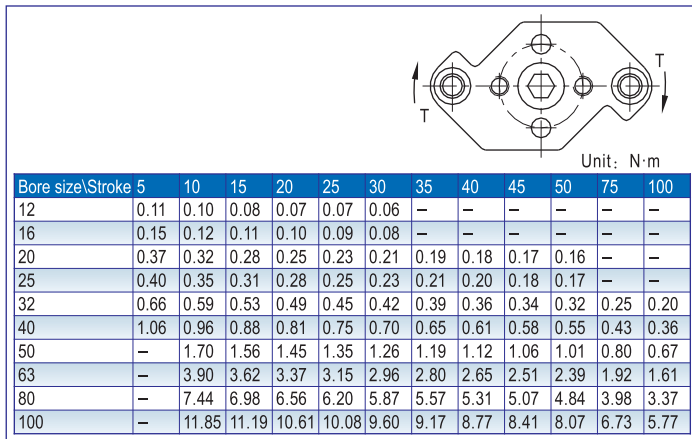 T
T
Unit: N·m
Bore size\Stroke 5 10 15 20 25 30 35 40 45 50 75 100
12 0.11 0.10 0.08 0.07 0.07 0.06 – – – – – –
16 0.15 0.12 0.11 0.10 0.09 0.08 – – – – – –
20 0.37 0.32 0.28 0.25 0.23 0.21 0.19 0.18 0.17 0.16 – –
25 0.40 0.35 0.31 0.28 0.25 0.23 0.21 0.20 0.18 0.17 – –
32 0.66 0.59 0.53 0.49 0.45 0.42 0.39 0.36 0.34 0.32 0.25 0.20
40 1.06 0.96 0.88 0.81 0.75 0.70 0.65 0.61 0.58 0.55 0.43 0.36
50 – 1.70 1.56 1.45 1.35 1.26 1.19 1.12 1.06 1.01 0.80 0.67
63 – 3.90 3.62 3.37 3.15 2.96 2.80 2.65 2.51 2.39 1.92 1.61
80 – 7.44 6.98 6.56 6.20 5.87 5.57 5.31 5.07 4.84 3.98 3.37
100 – 11.85 11.19 10.61 10.08 9.60 9.17 8.77 8.41 8.07 6.73 5.77